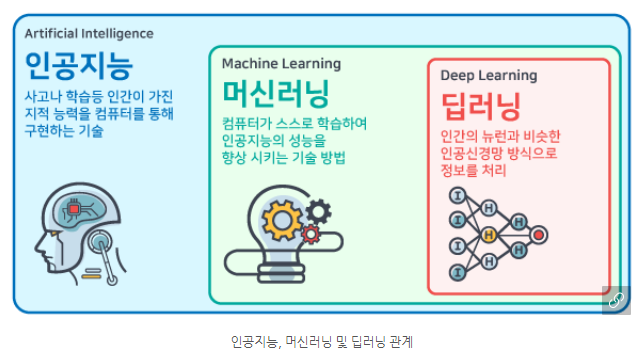 Artificial Intelligence
인공지능
사고나 학습등 인간이 가진
지적 능력을 컴퓨터를 통해
구현하는 기술
Machine Learning
머신러닝
컴퓨터가 스스로 학습하여
인공지능의 성능을
향상 시키는 기술 방법
Deep Learning
딥러닝
인간의 뉴런과 비슷한
인공신경망 방식으로
정보를 처리
I
H
I
H
H
I
H
H
I
인공지능, 머신러닝 및 딥러닝 관계